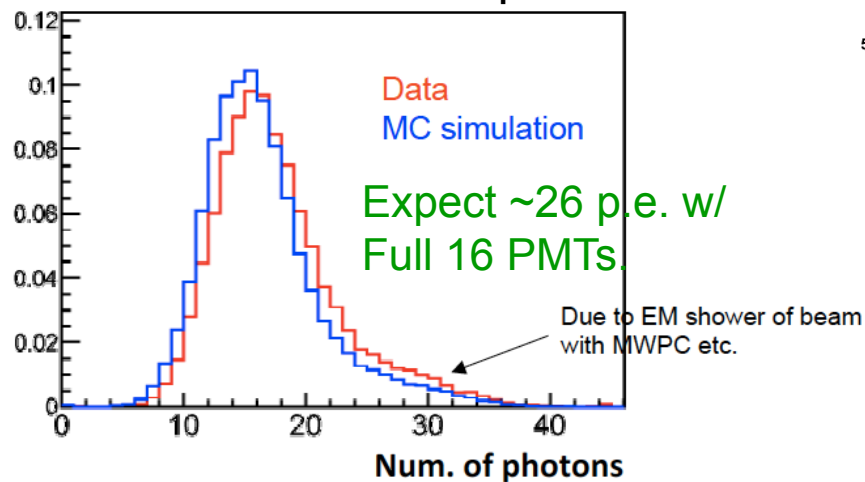 0.12
0.1
0.08
0.06
0.04
0.02
0
Data
MC simulation
Expect ~26 p.e. w/
Full 16 PMTs.
Due to EM shower of beam
with MWPC etc.
0 10 20 30 40
Num. of photons